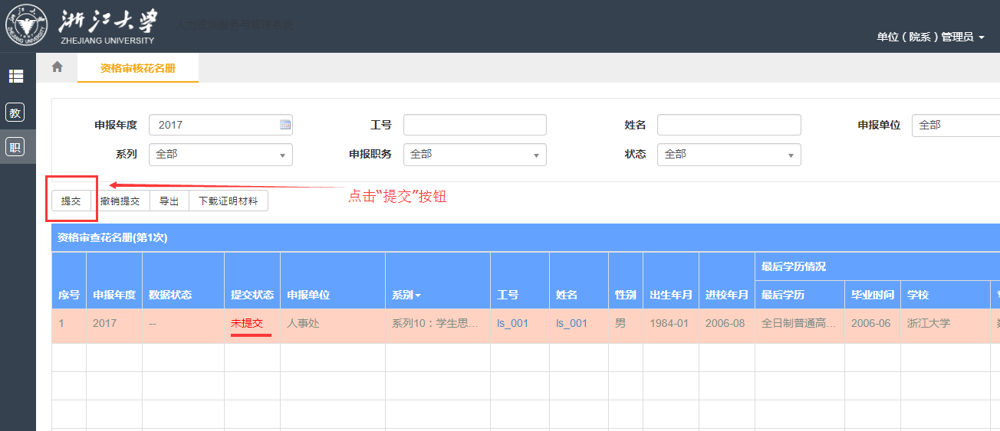 浙江大学
ZHEJIANG UNIVERSITY
人力资源服务与管理系统
单位（院系）管理员
资格审核花名册
教
职
申报年度 2017 工号 姓名 申报单位 全部
系列 全部 申报职务 全部 状态 全部
提交 撤销提交 导出 下载证明材料
点击“提交”按钮
资格审查花名册(第1次)
最后学历情况
序号 申报年度 数据状态 提交状态 申报单位 系别 工号 姓名 性别 出生年月 进校年月 最后学历 毕业时间 学校
1 2017 -- 未提交 人事处 系列10：学生思... ls_001 ls_001 男 1984-01 2006-08 全日制普通高... 2006-06 浙江大学